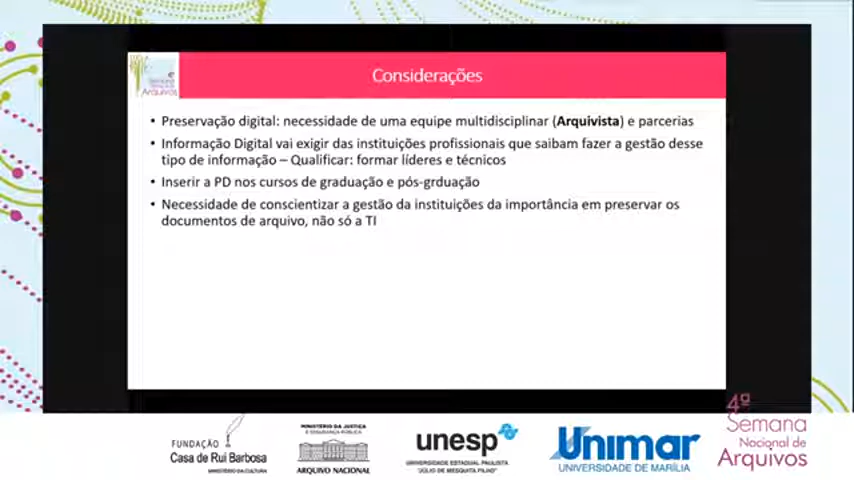 Semana
Nacional de
Arquivos
Considerações
• Preservação digital: necessidade de uma equipe multidisciplinar (Arquivista) e parcerias
• Informação Digital vai exigir das instituições profissionais que saibam fazer a gestão desse
tipo de informação – Qualificar: formar líderes e técnicos
• Inserir a PD nos cursos de graduação e pós-grduação
• Necessidade de conscientizar a gestão da instituições da importância em preservar os
documentos de arquivo, não só a TI
FUNDAÇÃO
Casa de Rui Barbosa
MINISTÉRIO DA CULTURA
MINISTÉRIO DA JUSTIÇA
E SEGURANÇA PÚBLICA
ARQUIVO NACIONAL
unesp
UNIVERSIDADE ESTADUAL PAULISTA
"JÚLIO DE MESQUITA FILHO"
Unimar
UNIVERSIDADE DE MARÍLIA
4ª
Semana
Nacional de
Arquivos